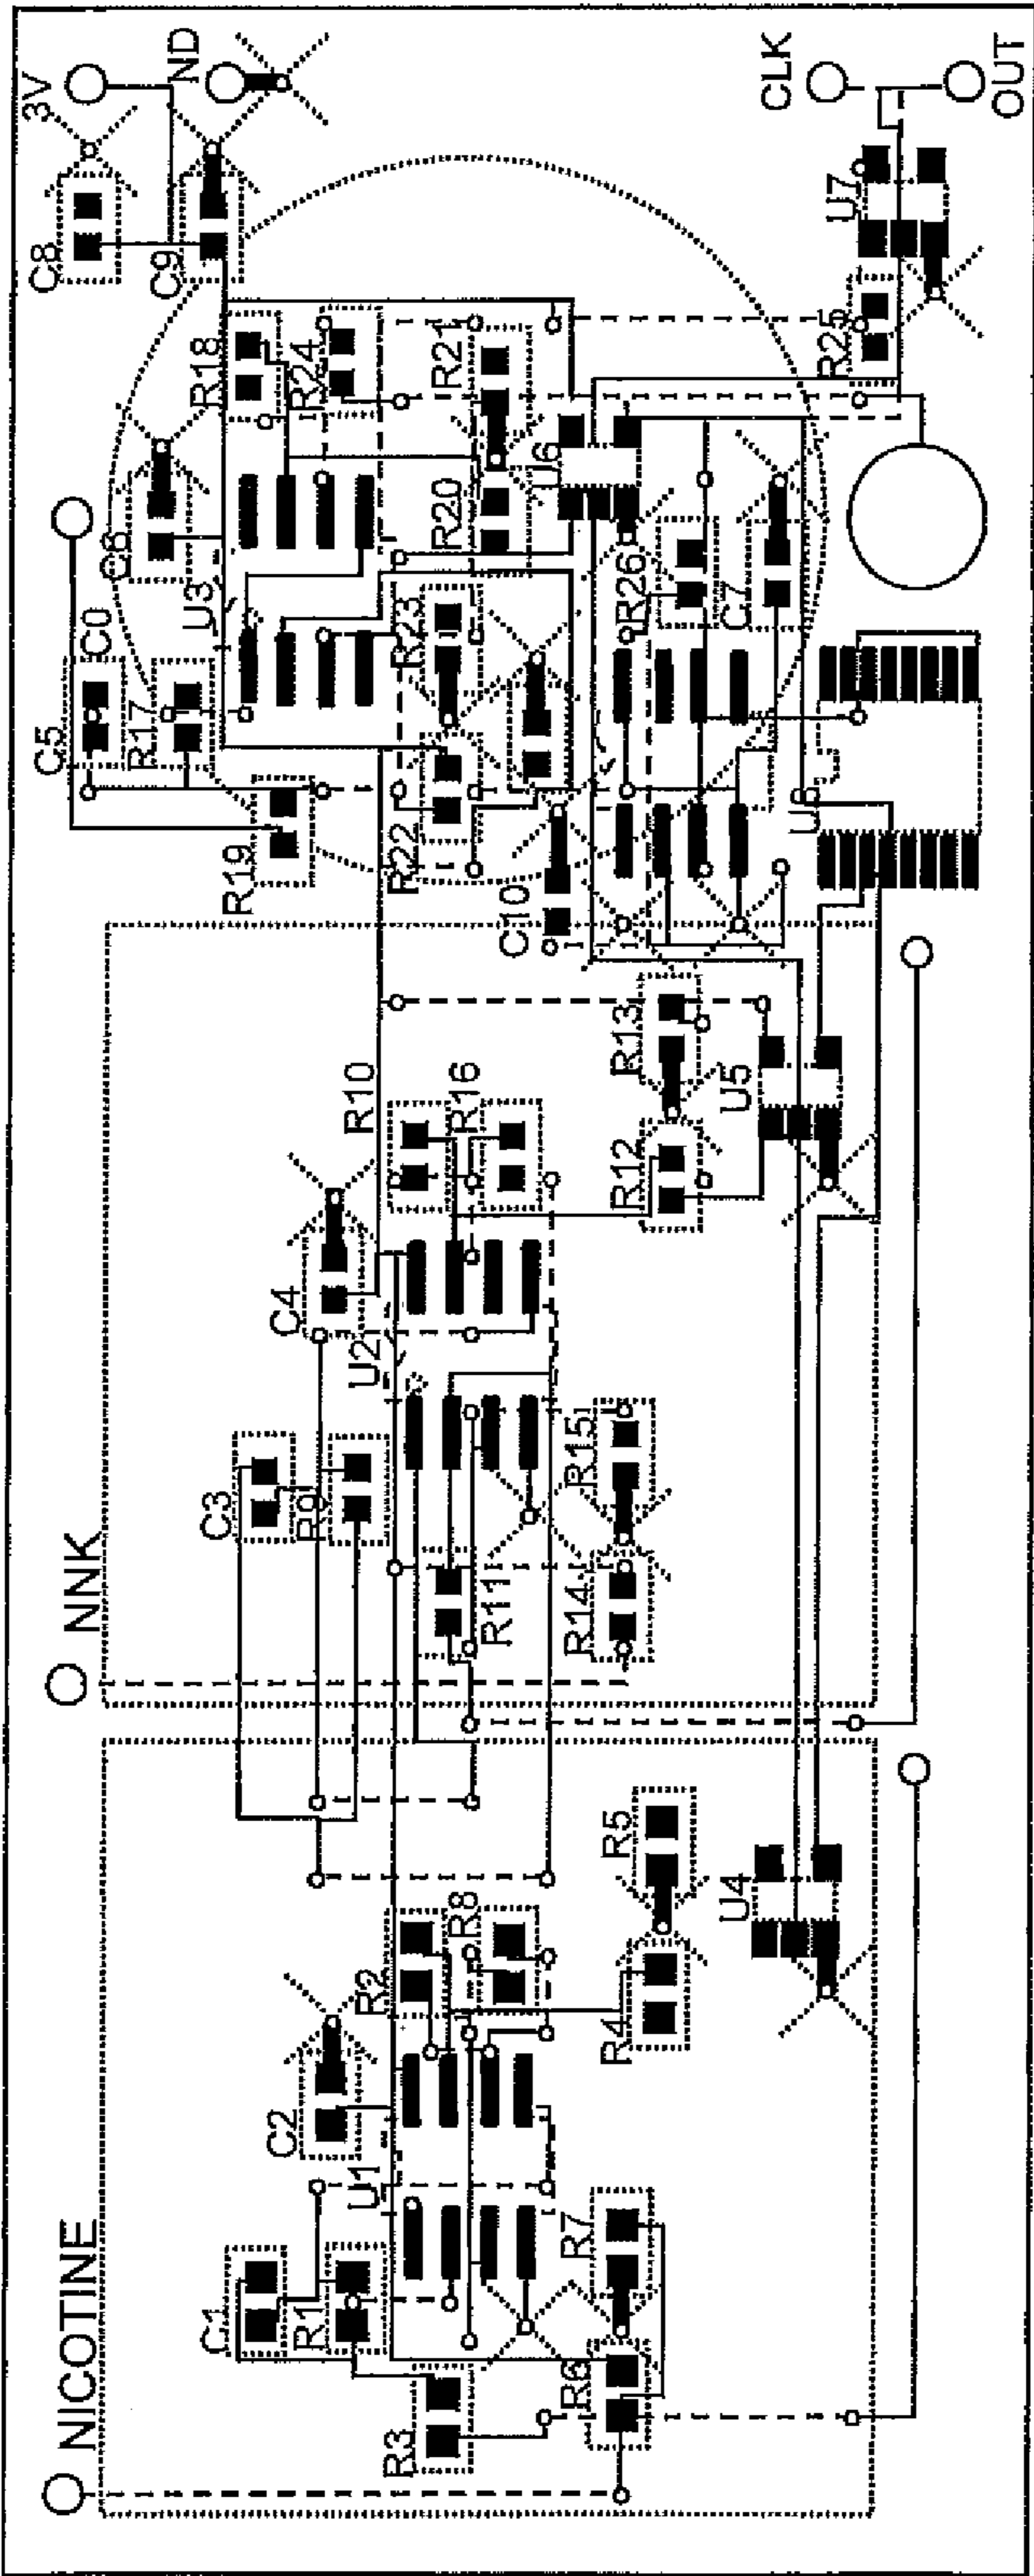 NICOTINE
C1
R1
R3
C2
U1
R2
R8
R7
R6
R4
R5
U4
NNK
C3
R9
C4
U2
R10
R16
R11
R15
R14
R12
R13
U5
C5
C0
R17
R19
U3
C6
R18
R24
R21
R20
R23
R22
C10
U6
R26
C7
C8
C9
3V
ND
CLK
OUT
U7
R25